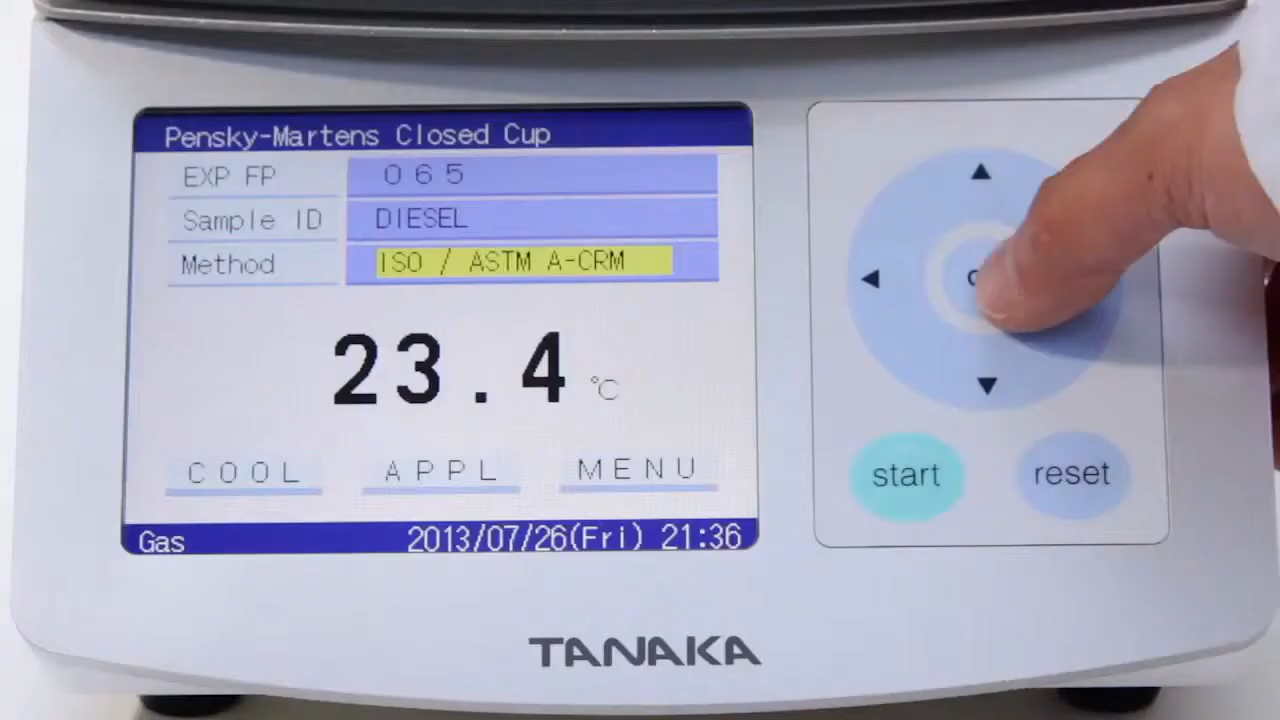 Pensky-Martens Closed Cup
EXP FP 065
Sample ID DIESEL
Method ISO / ASTM A-CRM
23.4 °C
COOL APPL MENU
Gas 2013/07/26(Fri) 21:36
start reset
TANAKA